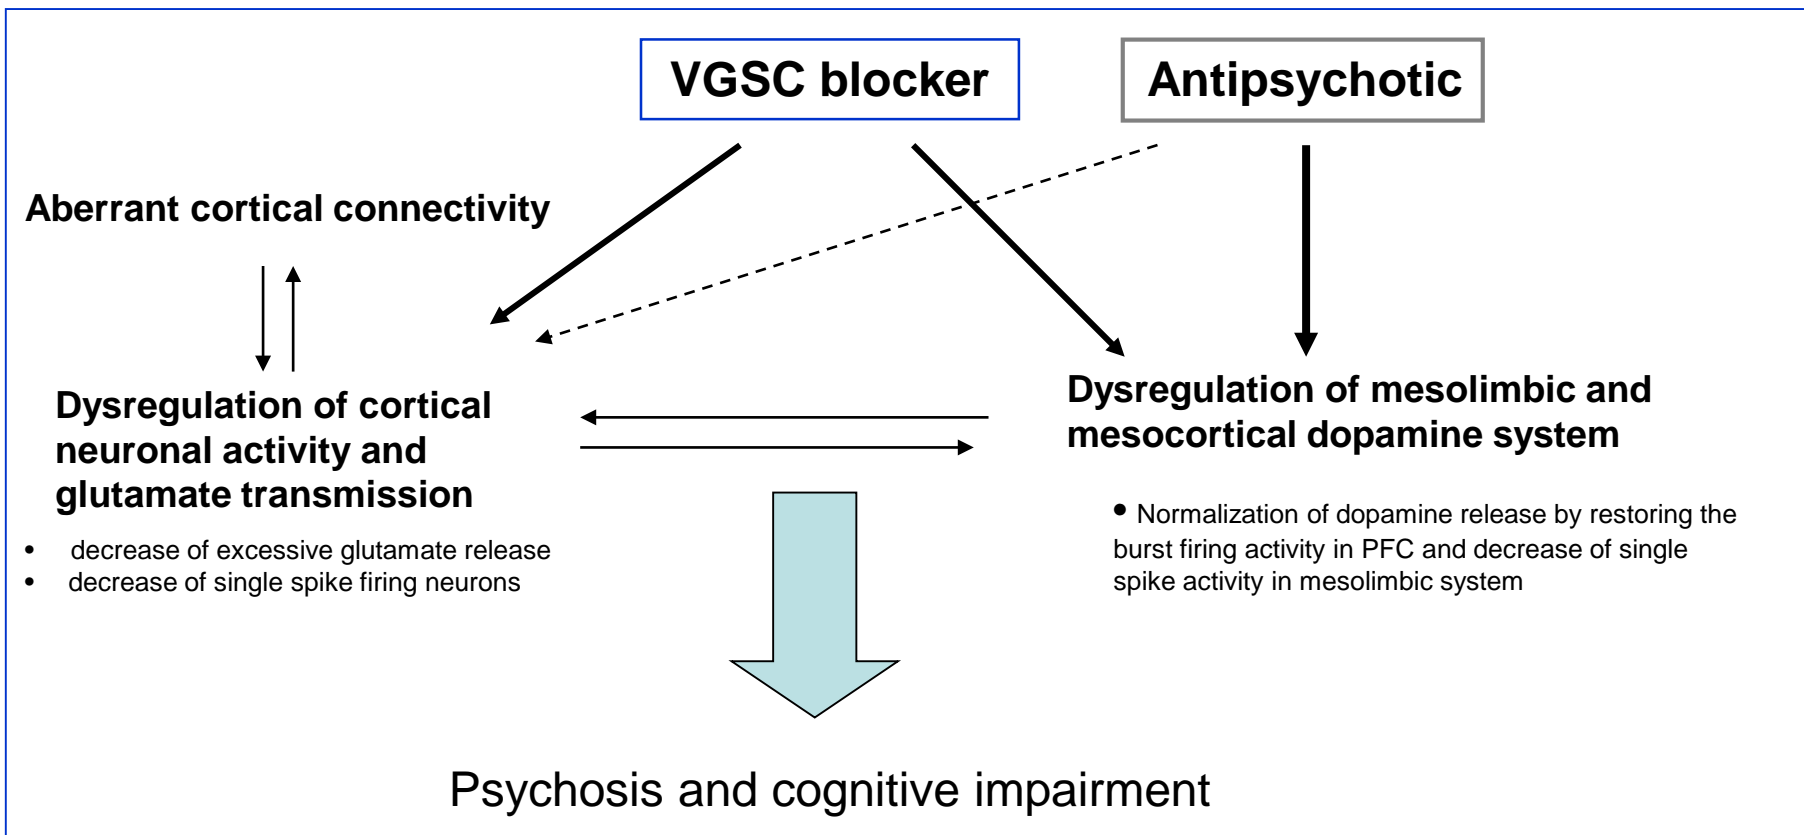 VGSC blocker
Antipsychotic
Aberrant cortical connectivity
Dysregulation of cortical
neuronal activity and
glutamate transmission
• decrease of excessive glutamate release
• decrease of single spike firing neurons
Dysregulation of mesolimbic and
mesocortical dopamine system
• Normalization of dopamine release by restoring the
burst firing activity in PFC and decrease of single
spike activity in mesolimbic system
Psychosis and cognitive impairment